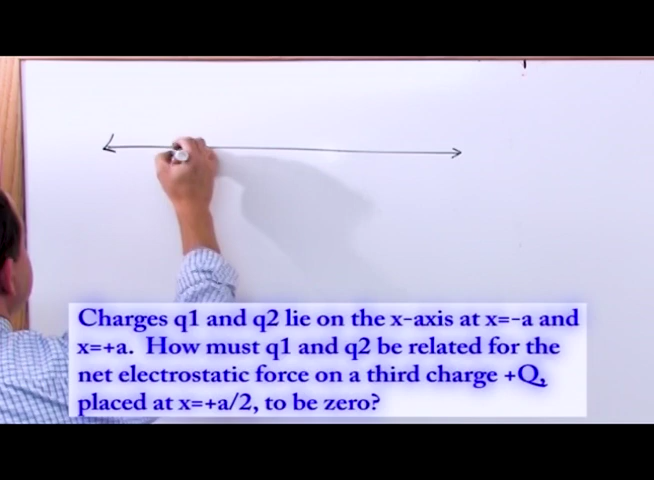 Charges q1 and q2 lie on the x-axis at x=-a and
x=+a. How must q1 and q2 be related for the
net electrostatic force on a third charge +Q,
placed at x=+a/2, to be zero?